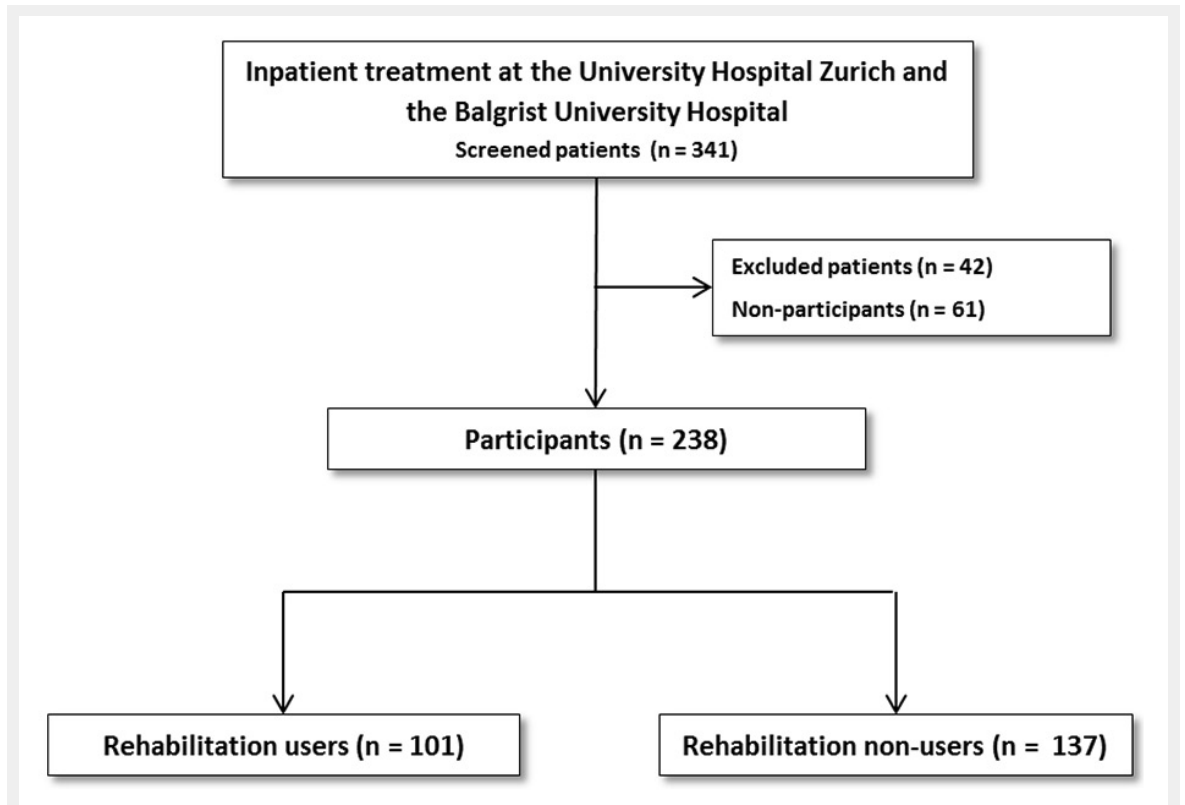 Inpatient treatment at the University Hospital Zurich and
the Balgrist University Hospital
Screened patients (n = 341)
Excluded patients (n = 42)
Non-participants (n = 61)
Participants (n = 238)
Rehabilitation users (n = 101)
Rehabilitation non-users (n = 137)